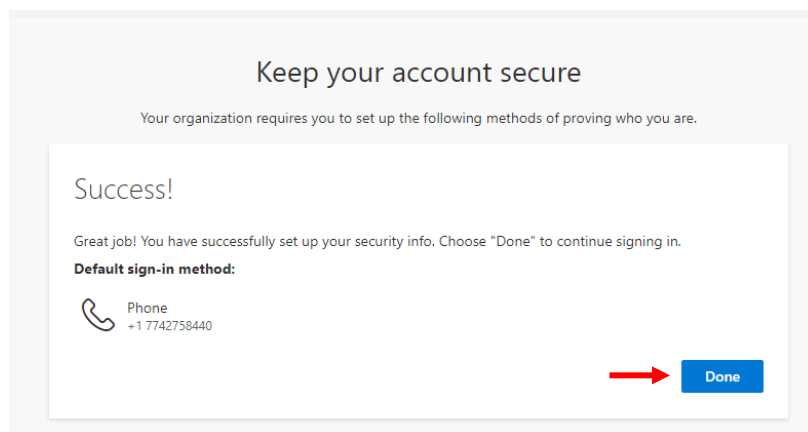 Keep your account secure
Your organization requires you to set up the following methods of proving who you are.
Success!
Great job! You have successfully set up your security info. Choose "Done" to continue signing in.
Default sign-in method:
Phone
+1 7742758440
Done